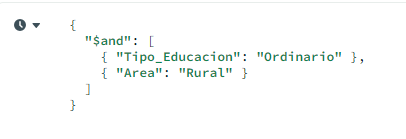 {
"$and": [
{ "Tipo_Educacion": "Ordinario" },
{ "Area": "Rural" }
]
}